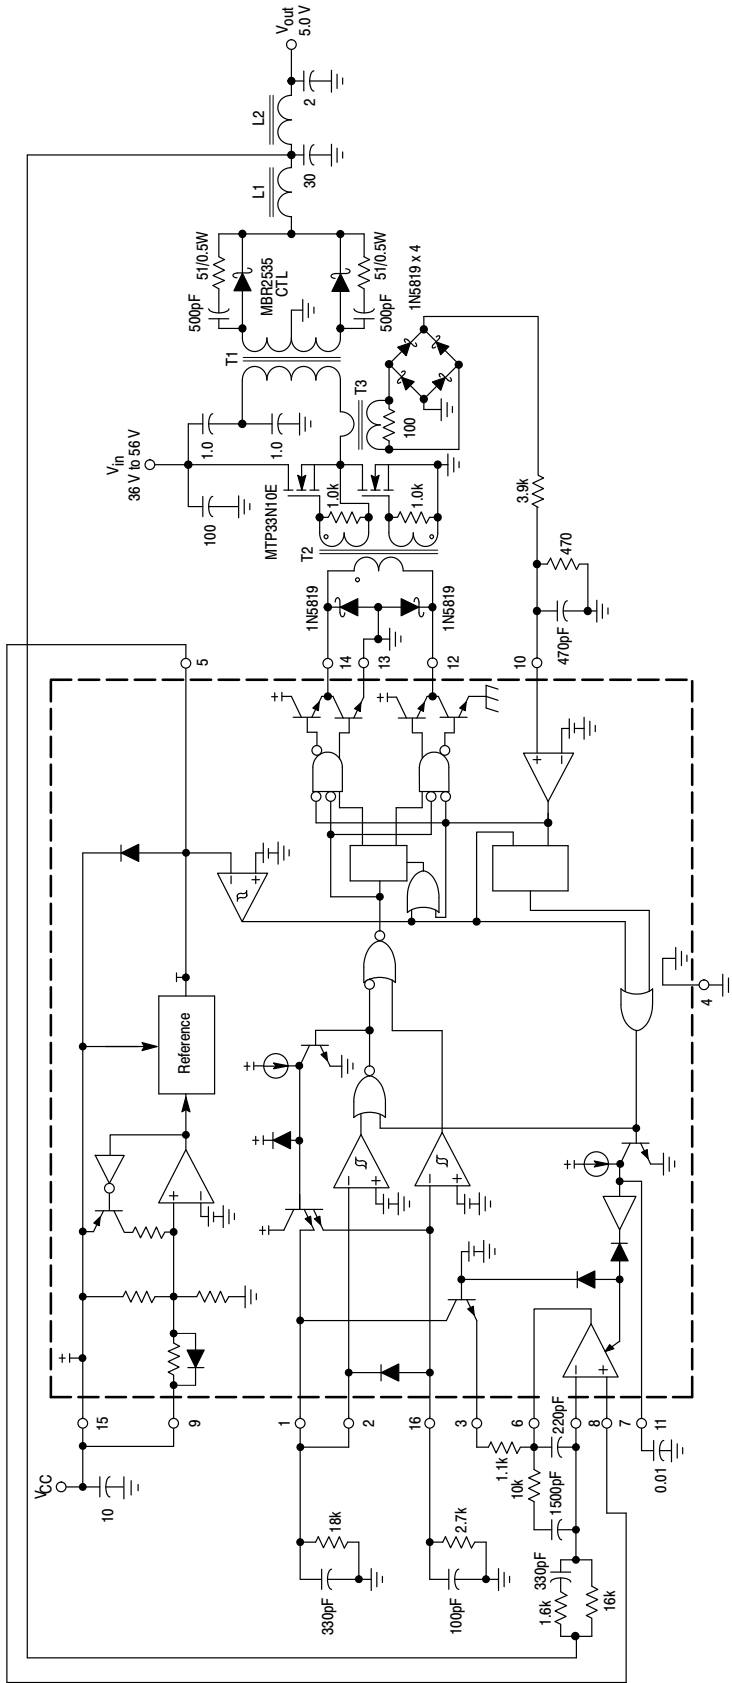 VCC
10
15
9
Reference
5
18k
330pF
1
2
2.7k
100pF
16
3
1.1k
6
10k
1500pF
220pF
330pF
1.6k
16k
8
7
11
0.01
4
14
13
12
10
1N5819
1N5819
T2
Vin
36 V to 56 V
100
1.0
1.0
MTP33N10E
1.0k
1.0k
T1
T3
100
1N5819 x 4
500pF
51/0.5W
MBR2535
CTL
500pF
51/0.5W
L1
30
L2
2
Vout
5.0 V
3.9k
470
470pF
+
−
+
−
−
+
−
+
−
+
−
+